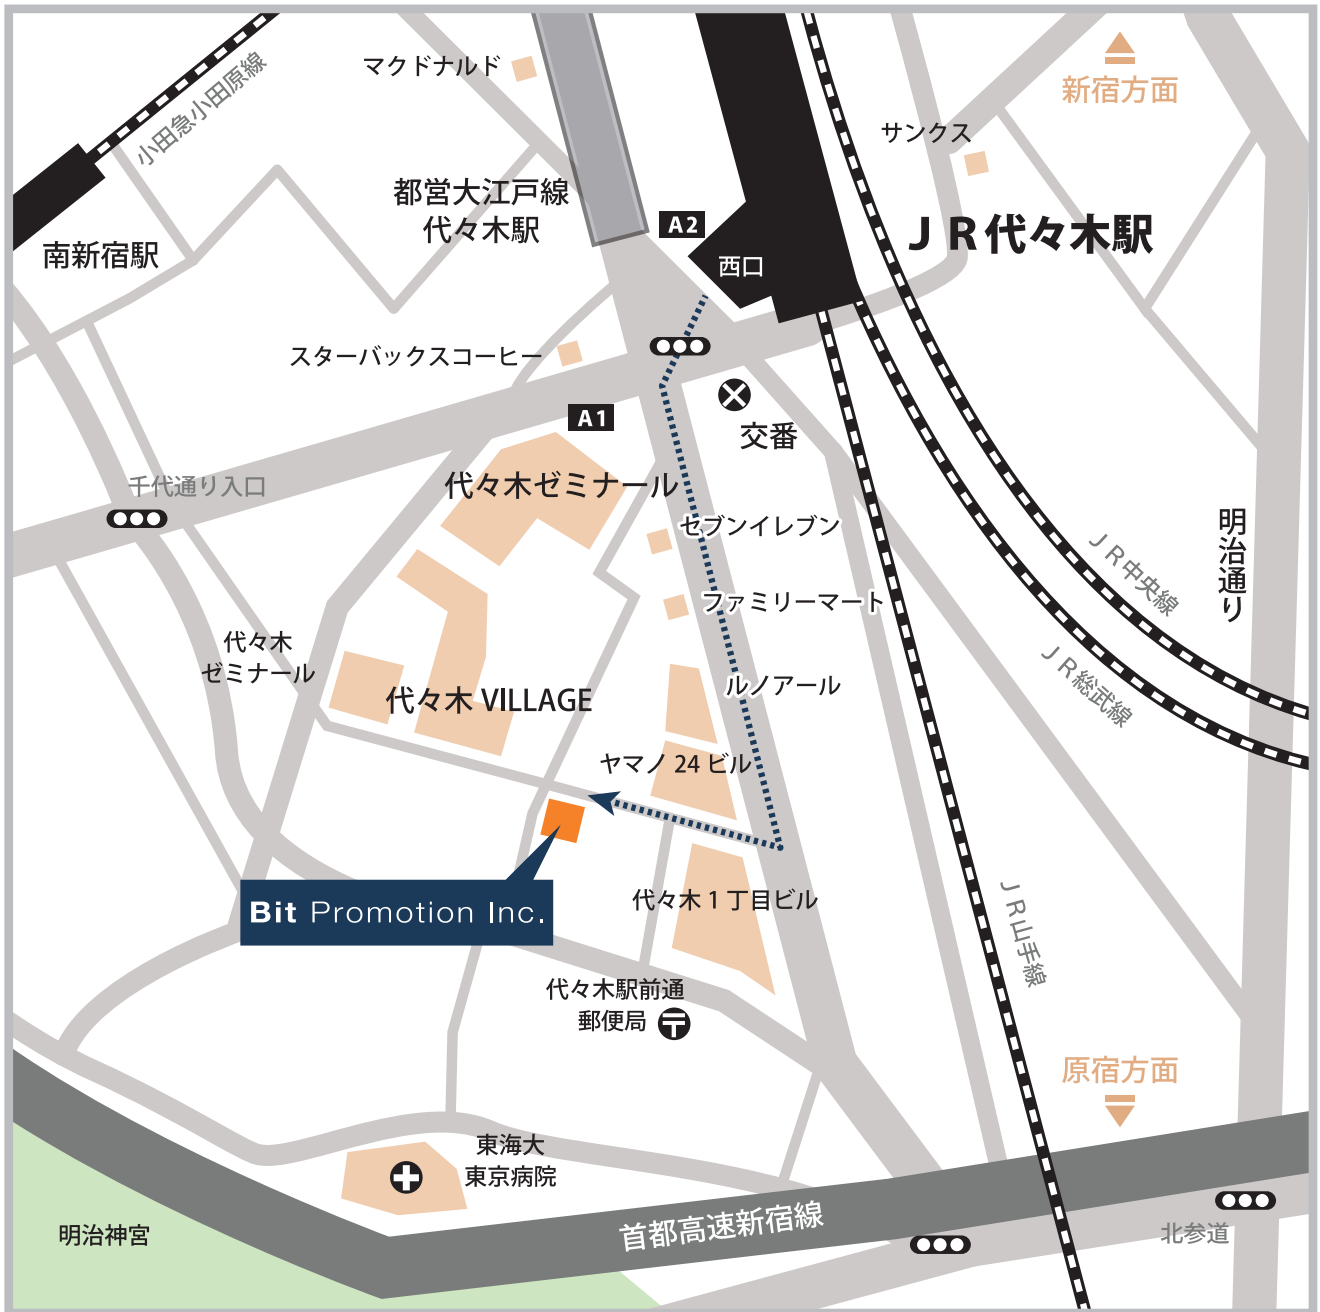 マクドナルド
小田急小田原線
新宿方面
サンクス
都営大江戸線
代々木駅
A2
ＪＲ代々木駅
南新宿駅
西口
スターバックスコーヒー
A1
交番
千代通り入口
代々木ゼミナール
セブンイレブン
明治通り
ＪＲ中央線
ファミリーマート
代々木
ゼミナール
ＪＲ総武線
代々木 VILLAGE
ルノアール
ヤマノ 24 ビル
Bit Promotion Inc.
代々木 1 丁目ビル
ＪＲ山手線
代々木駅前通
郵便局
原宿方面
東海大
東京病院
首都高速新宿線
明治神宮
北参道